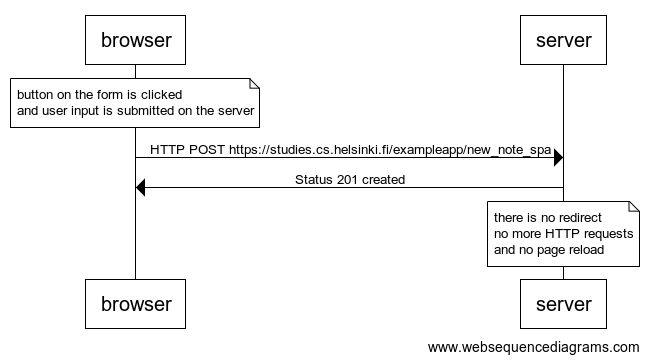 browser
server
button on the form is clicked
and user input is submitted on the server
HTTP POST https://studies.cs.helsinki.fi/exampleapp/new_note_spa
Status 201 created
there is no redirect
no more HTTP requests
and no page reload
browser
server
www.websequencediagrams.com